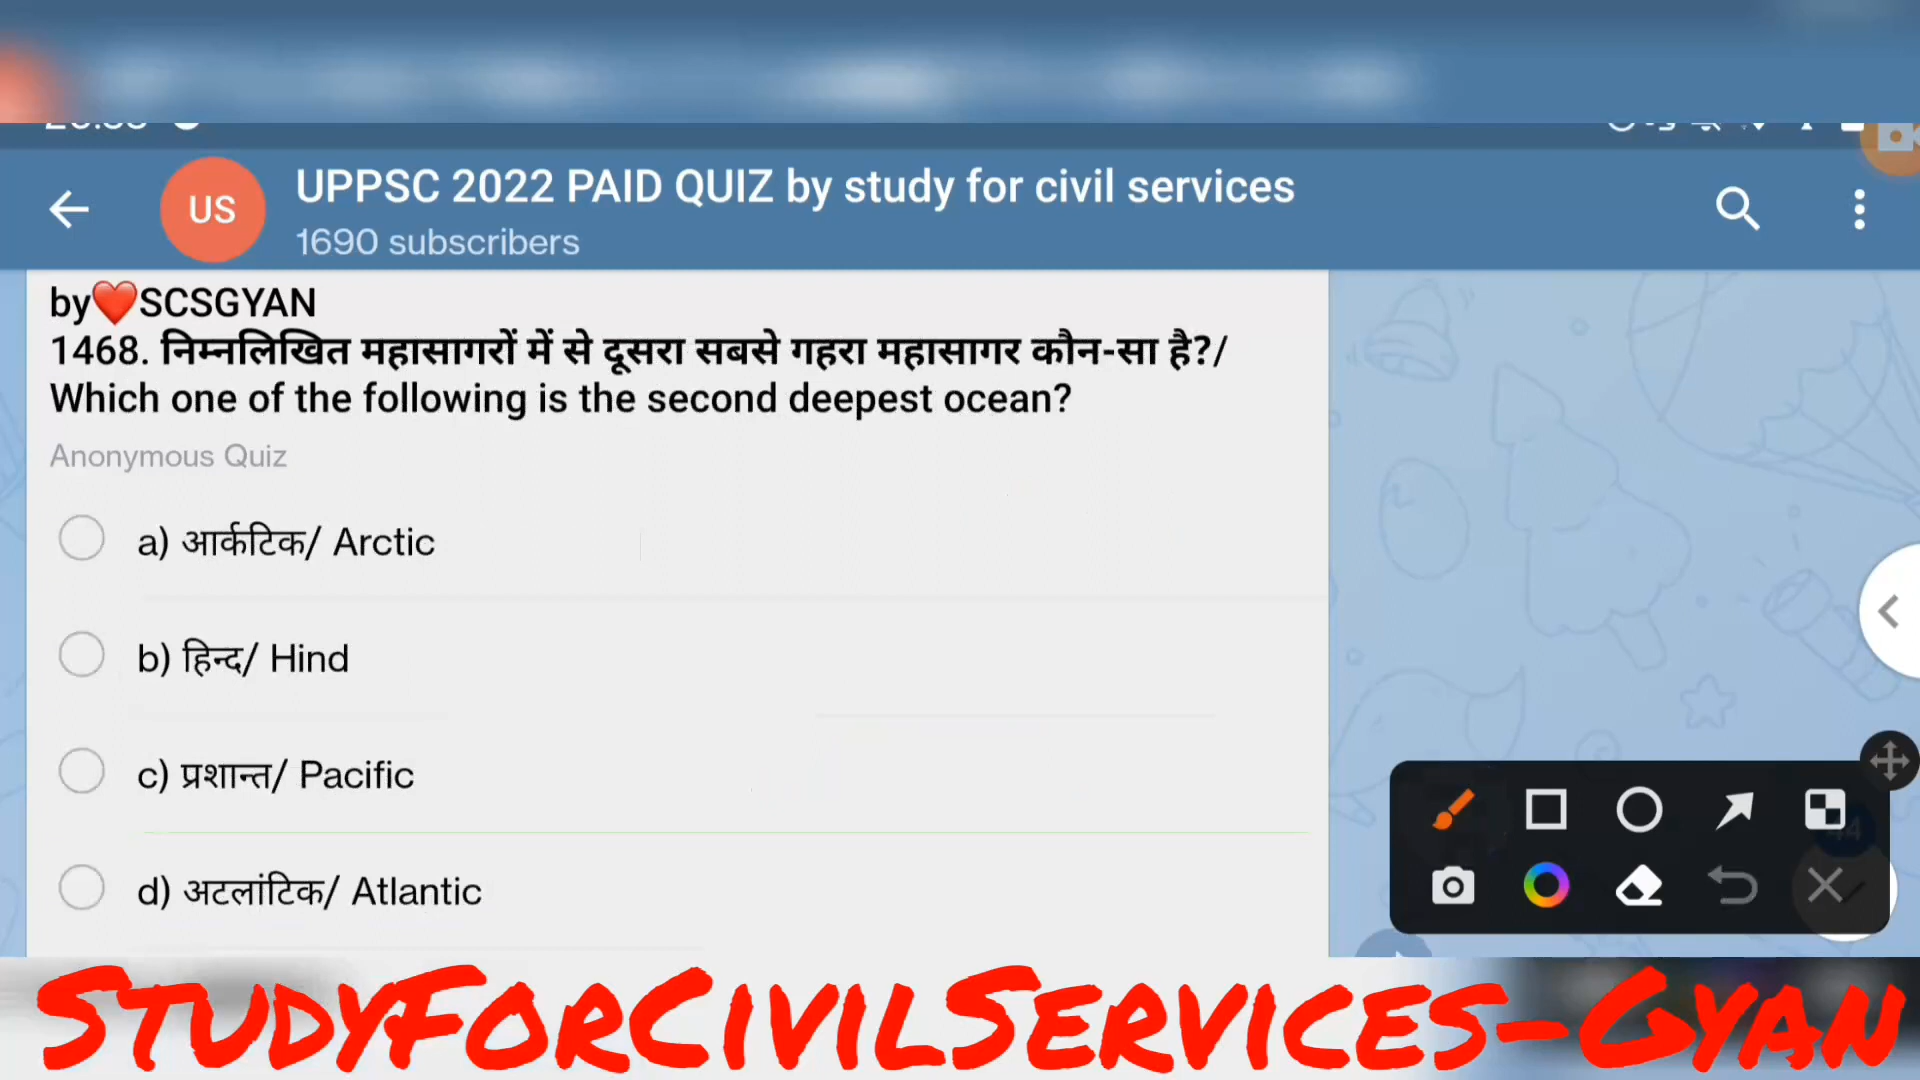 UPPSC 2022 PAID QUIZ by study for civil services
US
1690 subscribers
by❤️SCSGYAN
1468. निम्नलिखित महासागरों में से दूसरा सबसे गहरा महासागर कौन-सा है?/
Which one of the following is the second deepest ocean?
Anonymous Quiz
a) आर्कटिक/ Arctic
b) हिन्द/ Hind
c) प्रशान्त/ Pacific
d) अटलांटिक/ Atlantic
STUDYFORCIVILSERVICES-GYAN